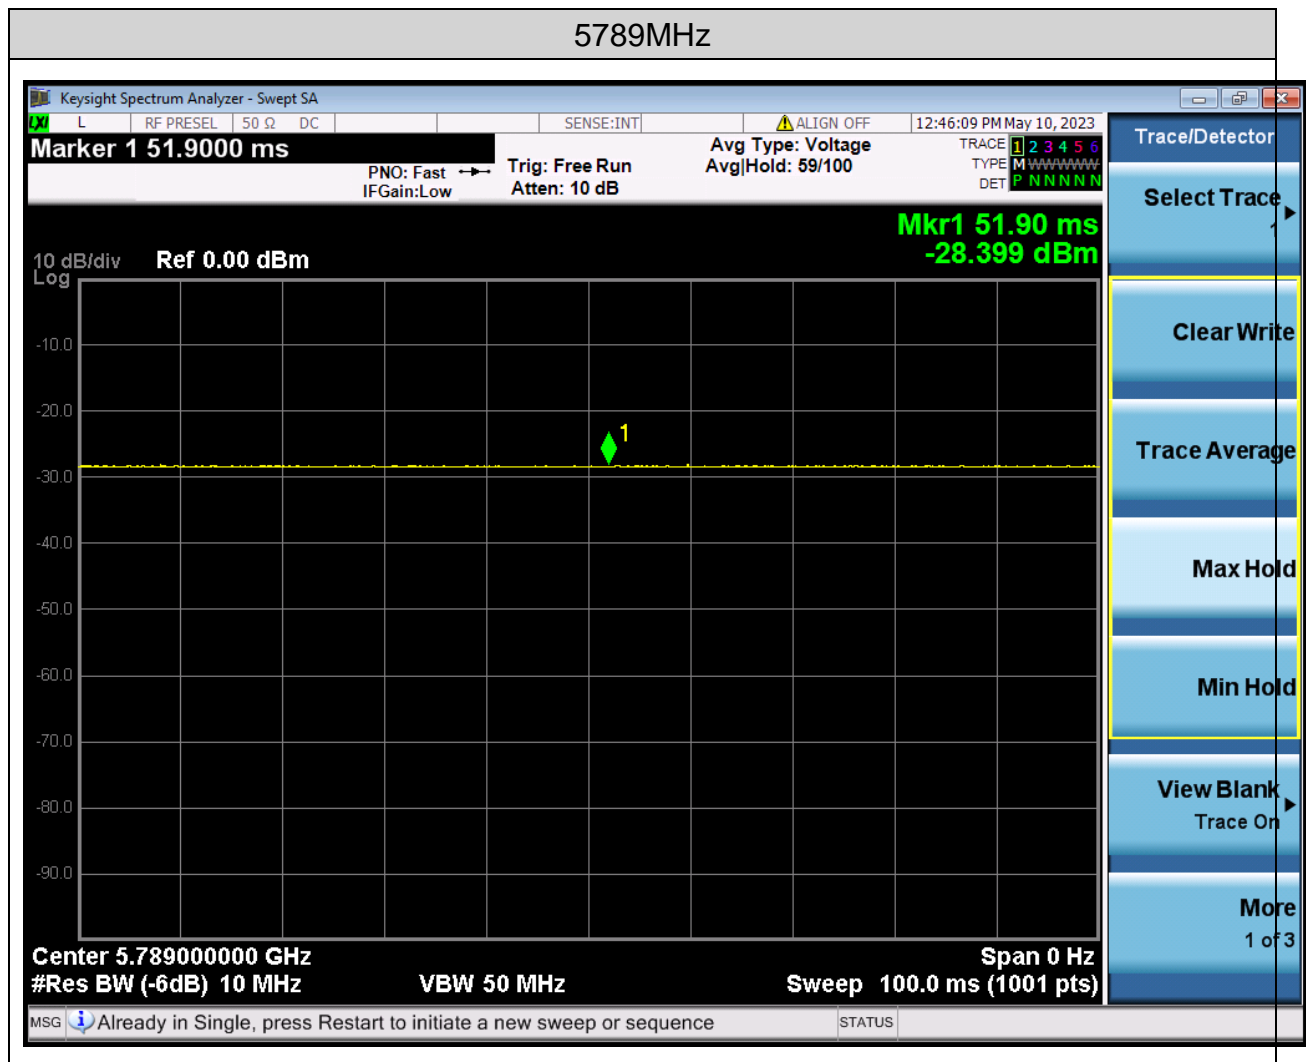 5789MHz
Keysight Spectrum Analyzer - Swept SA
LXI L RF PRESEL 50 Ω DC SENSE:INT ALIGN OFF 12:46:09 PM May 10, 2023
Marker 1 51.9000 ms
PNO: Fast
IFGain:Low
Trig: Free Run
Atten: 10 dB
Avg Type: Voltage
Avg|Hold: 59/100
TRACE 1 2 3 4 5 6
TYPE M WWWWW
DET P N N N N N
Mkr1 51.90 ms
-28.399 dBm
10 dB/div
Log
Ref 0.00 dBm
-10.0
-20.0
-30.0
-40.0
-50.0
-60.0
-70.0
-80.0
-90.0
1
Center 5.789000000 GHz
Span 0 Hz
#Res BW (-6dB) 10 MHz
VBW 50 MHz
Sweep 100.0 ms (1001 pts)
MSG Already in Single, press Restart to initiate a new sweep or sequence
STATUS
Trace/Detector
Select Trace
1
Clear Write
Trace Average
Max Hold
Min Hold
View Blank
Trace On
More
1 of 3